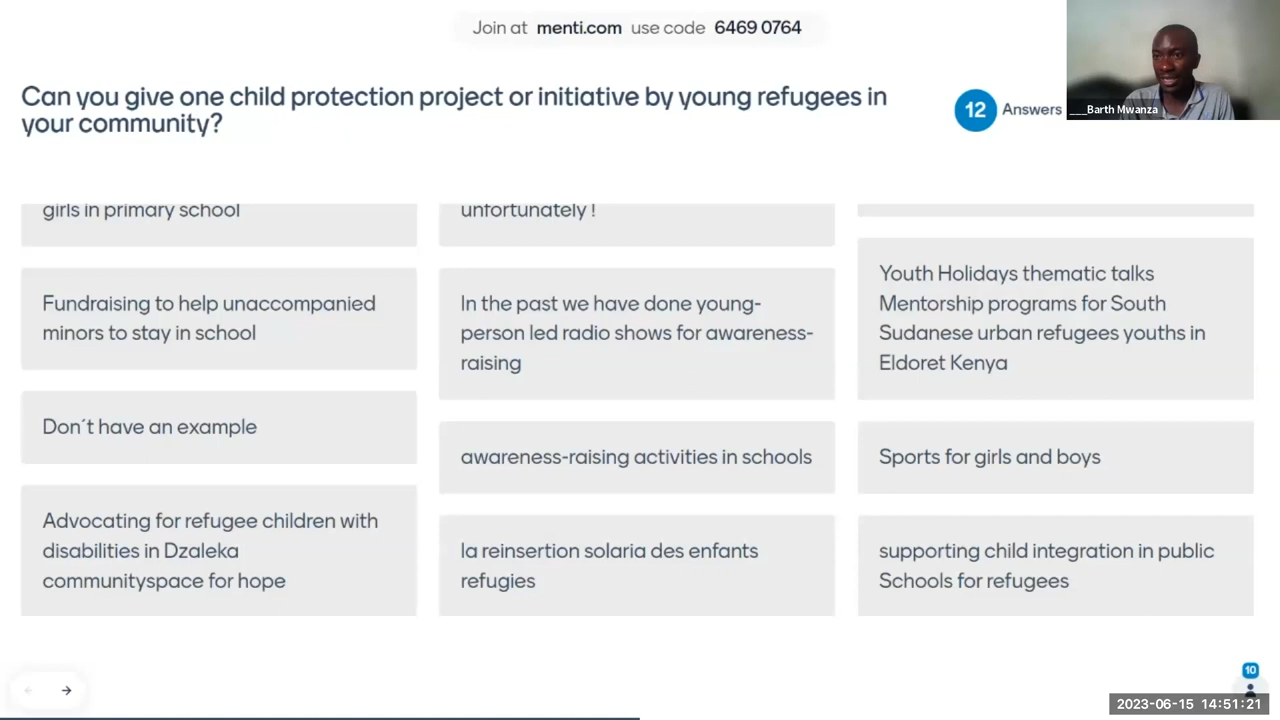 Join at menti.com use code 6469 0764
Can you give one child protection project or initiative by young refugees in
your community?
12 Answers
___Barth Mwanza
girls in primary school
Fundraising to help unaccompanied
minors to stay in school
Don´t have an example
Advocating for refugee children with
disabilities in Dzaleka
communityspace for hope
unfortunately !
In the past we have done young-
person led radio shows for awareness-
raising
awareness-raising activities in schools
la reinsertion solaria des enfants
refugies
Youth Holidays thematic talks
Mentorship programs for South
Sudanese urban refugees youths in
Eldoret Kenya
Sports for girls and boys
supporting child integration in public
Schools for refugees
10
2023-06-15 14:51:21